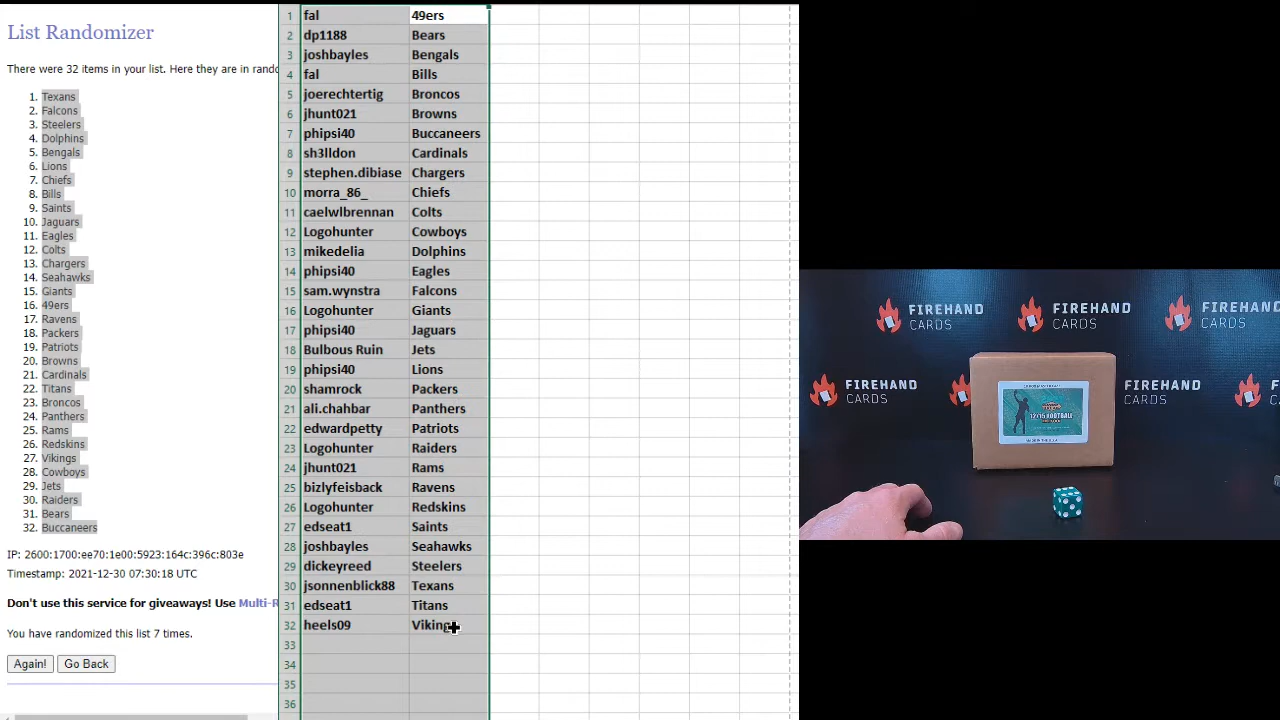 List Randomizer
There were 32 items in your list. Here they are in rand
1. Texans
2. Falcons
3. Steelers
4. Dolphins
5. Bengals
6. Lions
7. Chiefs
8. Bills
9. Saints
10. Jaguars
11. Eagles
12. Colts
13. Chargers
14. Seahawks
15. Giants
16. 49ers
17. Ravens
18. Packers
19. Patriots
20. Browns
21. Cardinals
22. Titans
23. Broncos
24. Panthers
25. Rams
26. Redskins
27. Vikings
28. Cowboys
29. Jets
30. Raiders
31. Bears
32. Buccaneers
IP: 2600:1700:ee70:1e00:5923:164c:396c:803e
Timestamp: 2021-12-30 07:30:18 UTC
Don't use this service for giveaways! Use Multi-R
You have randomized this list 7 times.
Again! Go Back
1 fal 49ers
2 dp1188 Bears
3 joshbayles Bengals
4 fal Bills
5 joerechtertig Broncos
6 jhunt021 Browns
7 phipsi40 Buccaneers
8 sh3lldon Cardinals
9 stephen.dibiase Chargers
10 morra_86_ Chiefs
11 caelwlbrennan Colts
12 Logohunter Cowboys
13 mikedelia Dolphins
14 phipsi40 Eagles
15 sam.wynstra Falcons
16 Logohunter Giants
17 phipsi40 Jaguars
18 Bulbous Ruin Jets
19 phipsi40 Lions
20 shamrock Packers
21 ali.chahbar Panthers
22 edwardpetty Patriots
23 Logohunter Raiders
24 jhunt021 Rams
25 bizlyfeisback Ravens
26 Logohunter Redskins
27 edseat1 Saints
28 joshbayles Seahawks
29 dickeyreed Steelers
30 jsonnenblick88 Texans
31 edseat1 Titans
32 heels09 Viking
33
34
35
36
FIREHAND CARDS
FIREHAND CARDS
FIREHAND CARDS
FIREHAND CARDS
FIREHAND CARDS
12/15 FOOTBALL